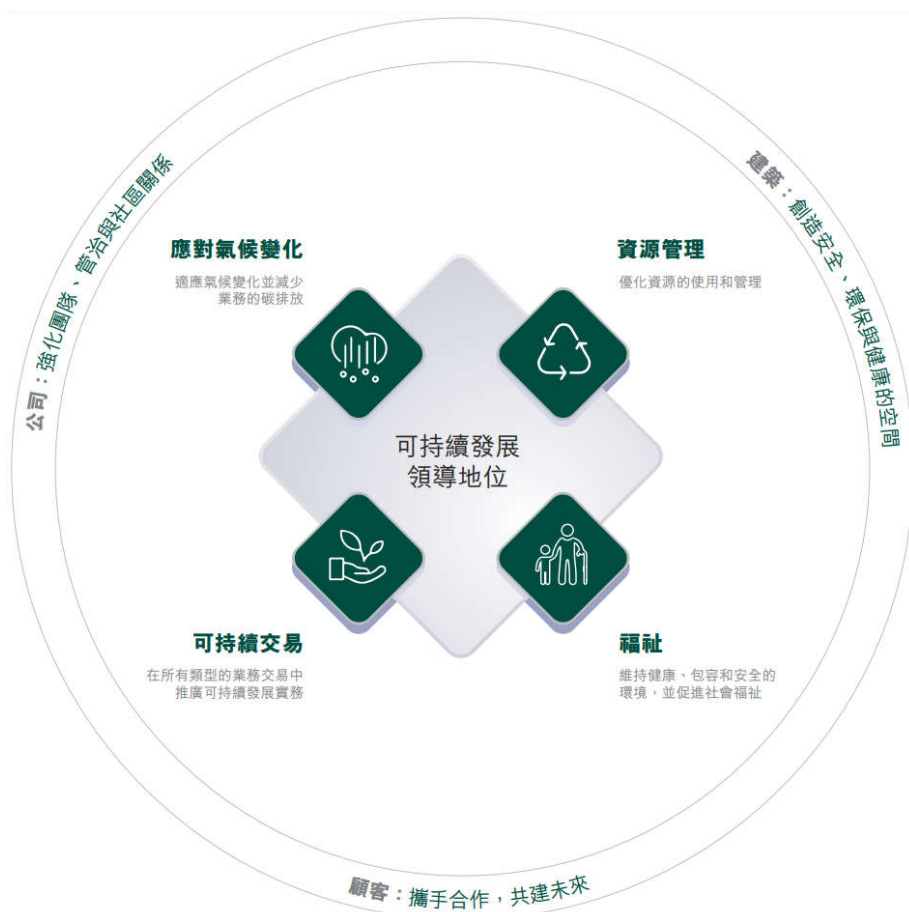 公司：強化團隊、管治與社區關係
建築：創造安全、環保與健康的空間
應對氣候變化
適應氣候變化並減少
業務的碳排放
資源管理
優化資源的使用和管理
可持續發展
領導地位
可持續交易
在所有類型的業務交易中
推廣可持續發展實務
福祉
維持健康、包容和安全的
環境，並促進社會福祉
顧客：攜手合作，共建未來